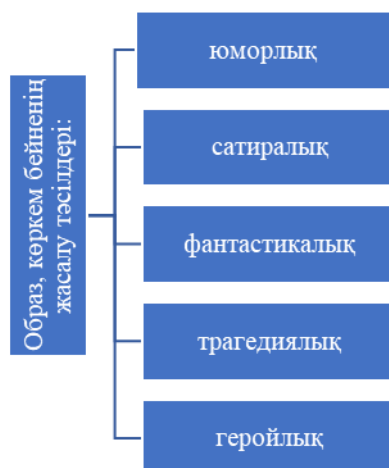 Образ, көркем бейненің
жасалу тәсілдері:
юморлық
сатиралық
фантастикалық
трагедиялық
геройлық